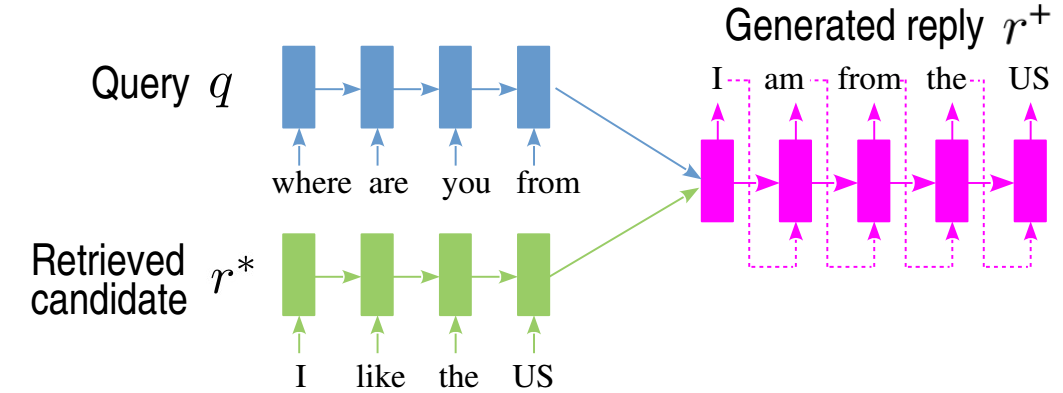 Generated reply r⁺
I am from the US
Query q
where are you from
Retrieved
candidate r*
I like the US